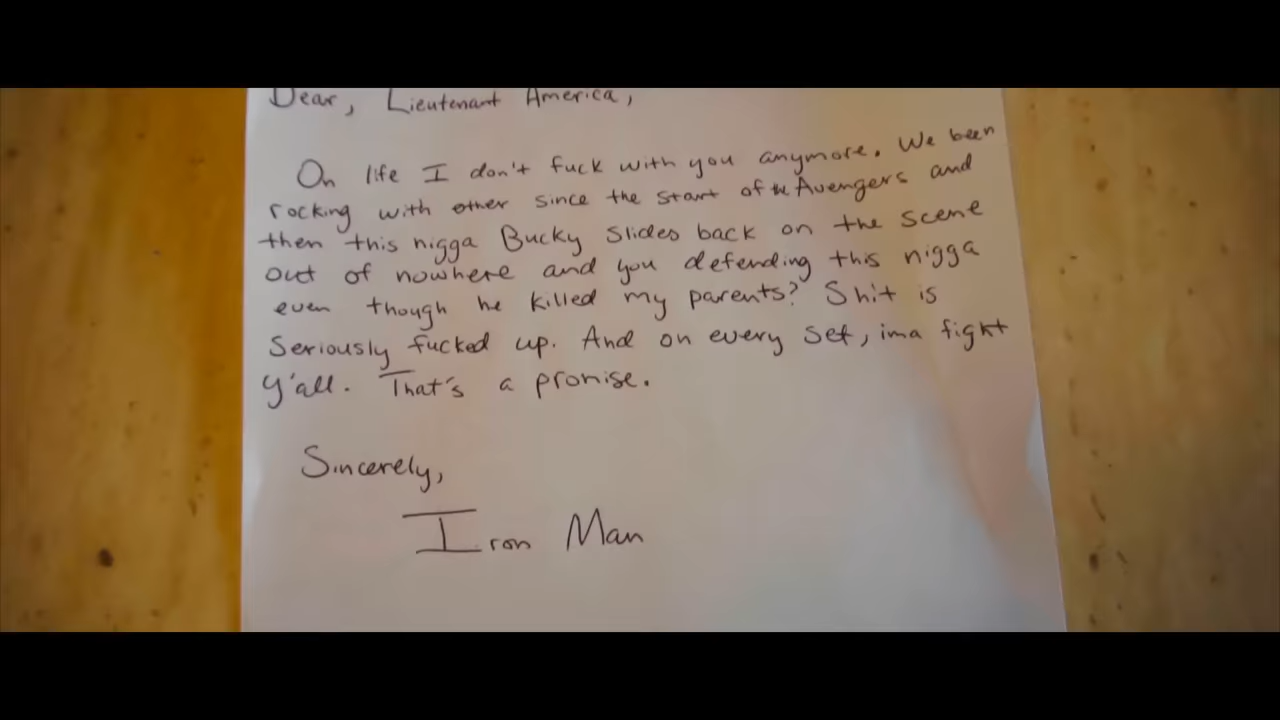 Dear, Lieutenant America,
On life I don't fuck with you anymore. We been
rocking with other since the start of the Avengers and
then this nigga Bucky slides back on the scene
out of nowhere and you defending this nigga
even though he killed my parents? Shit is
seriously fucked up. And on every set, ima fight
y'all. That's a promise.
Sincerely,
Iron Man